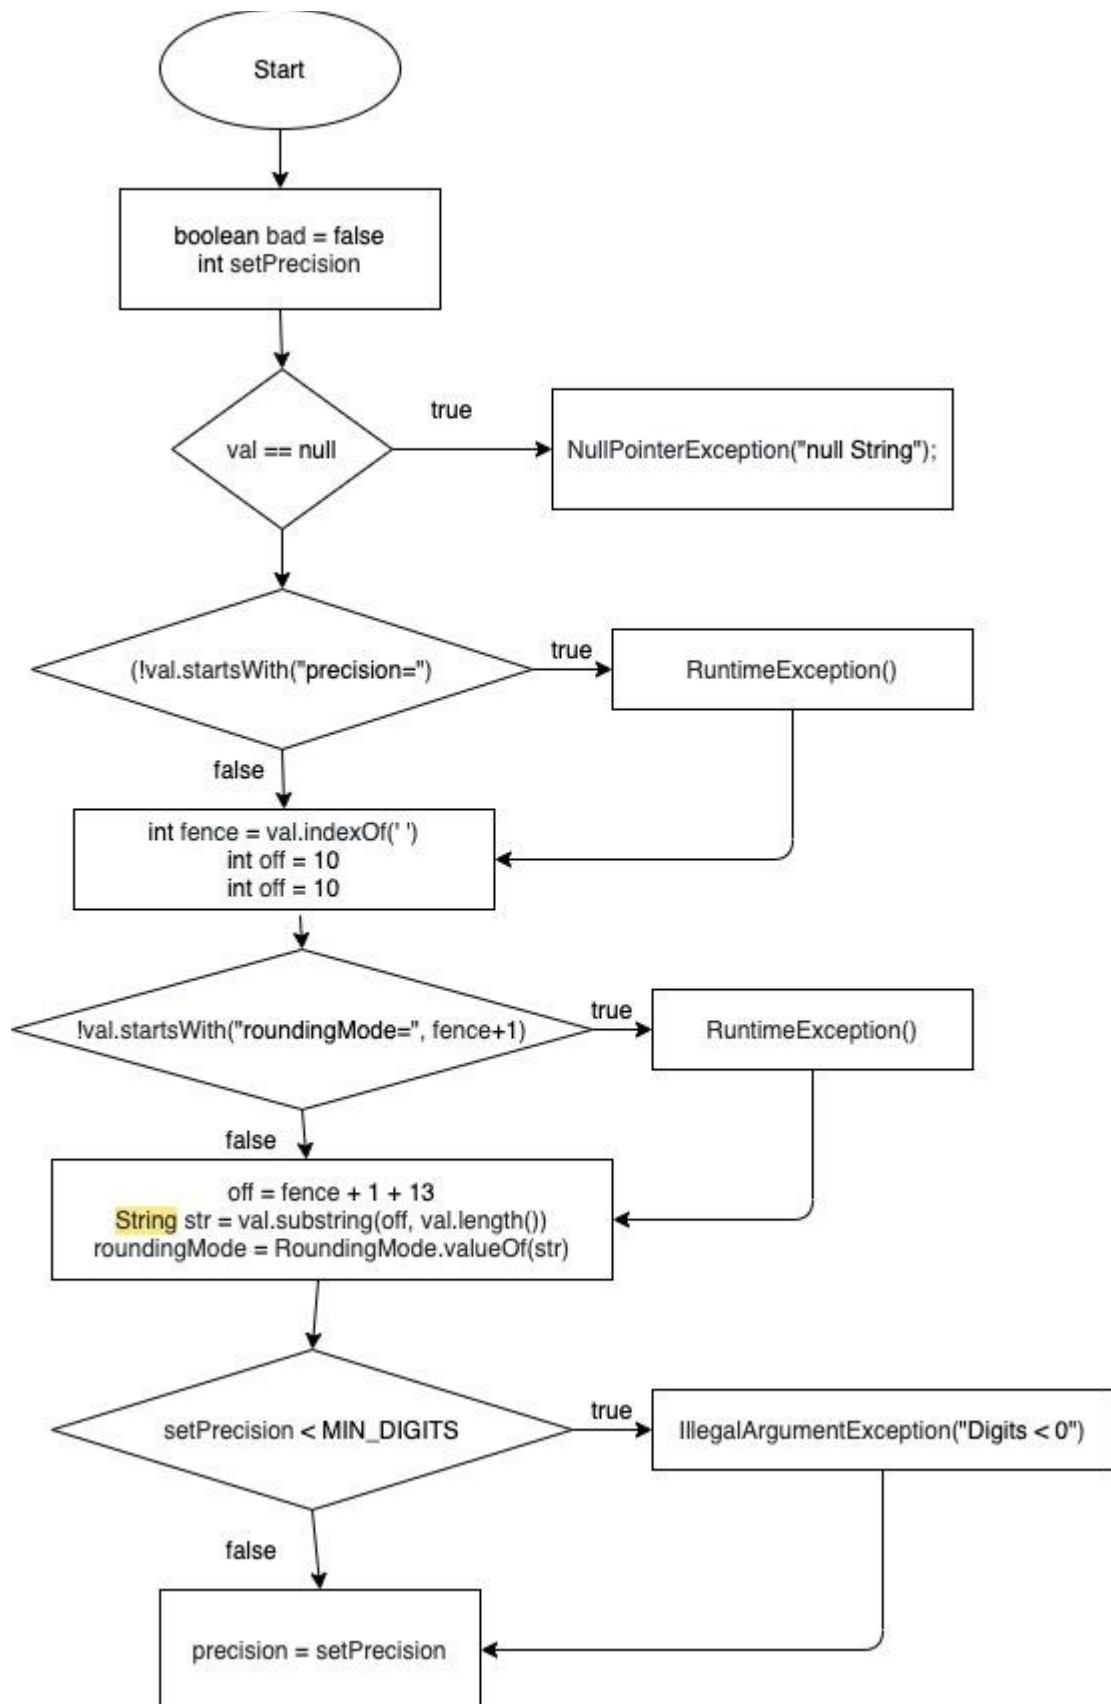 Start
boolean bad = false
int setPrecision
true
val == null
NullPointerException("null String");
true
(!val.startsWith("precision=")
RuntimeException()
false
int fence = val.indexOf(' ')
int off = 10
int off = 10
true
!val.startsWith("roundingMode=", fence+1)
RuntimeException()
false
off = fence + 1 + 13
String str = val.substring(off, val.length())
roundingMode = RoundingMode.valueOf(str)
true
setPrecision < MIN_DIGITS
IllegalArgumentException("Digits < 0")
false
precision = setPrecision